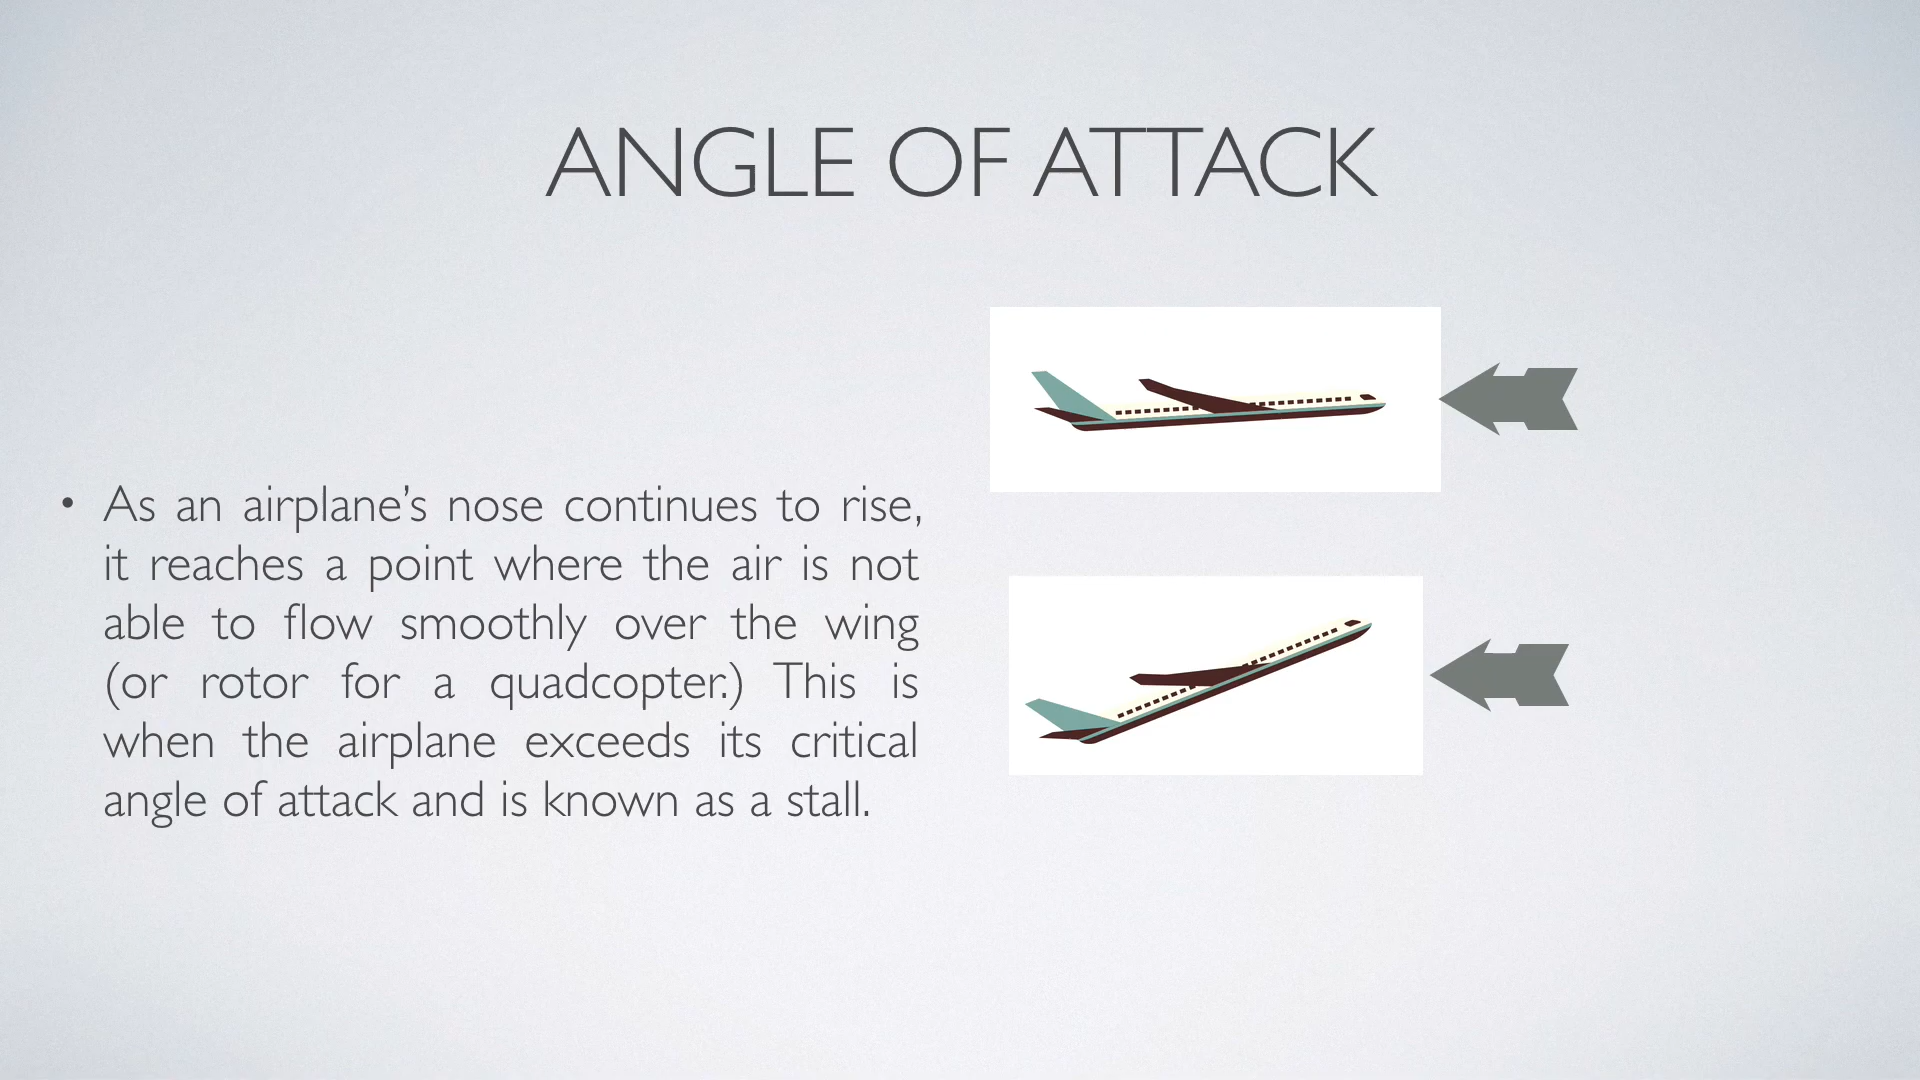 ANGLE OF ATTACK
• As an airplane’s nose continues to rise,
it reaches a point where the air is not
able to flow smoothly over the wing
(or rotor for a quadcopter.) This is
when the airplane exceeds its critical
angle of attack and is known as a stall.